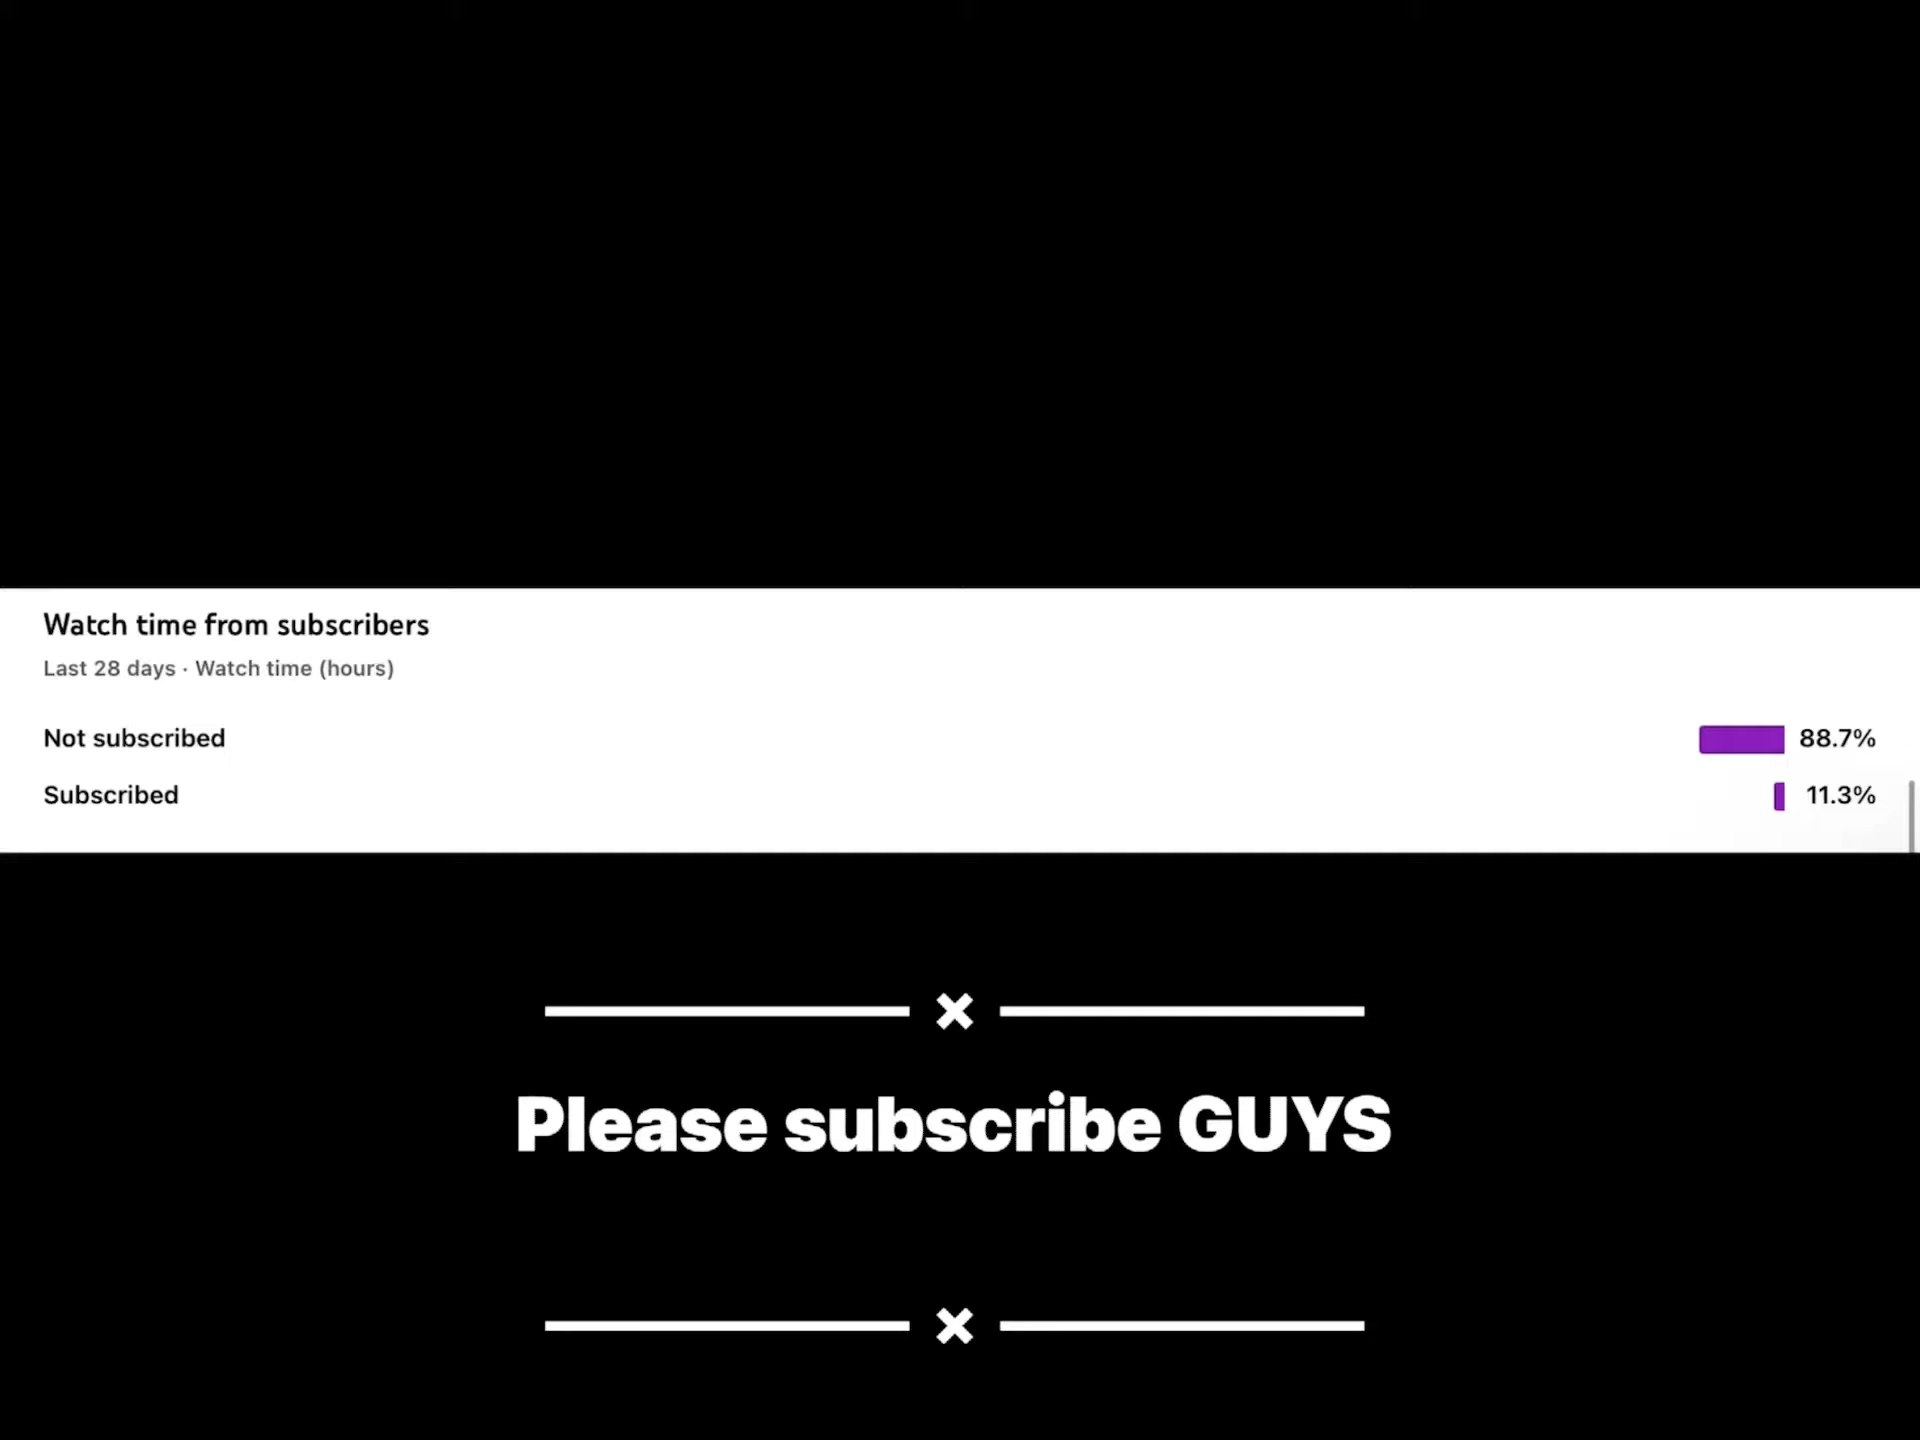 Watch time from subscribers
Last 28 days · Watch time (hours)
Not subscribed 88.7%
Subscribed 11.3%
Please subscribe GUYS